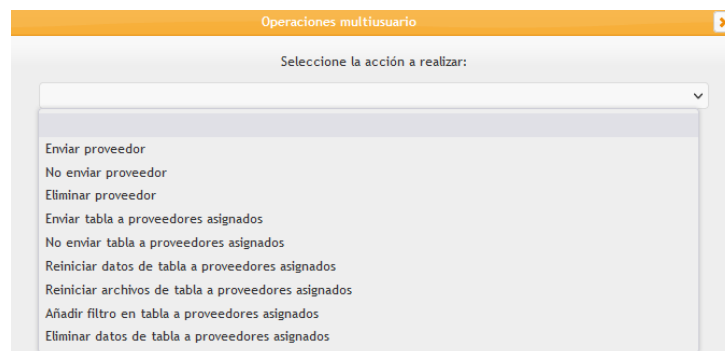 Operaciones multiusuario
Seleccione la acción a realizar:
Enviar proveedor
No enviar proveedor
Eliminar proveedor
Enviar tabla a proveedores asignados
No enviar tabla a proveedores asignados
Reiniciar datos de tabla a proveedores asignados
Reiniciar archivos de tabla a proveedores asignados
Añadir filtro en tabla a proveedores asignados
Eliminar datos de tabla a proveedores asignados